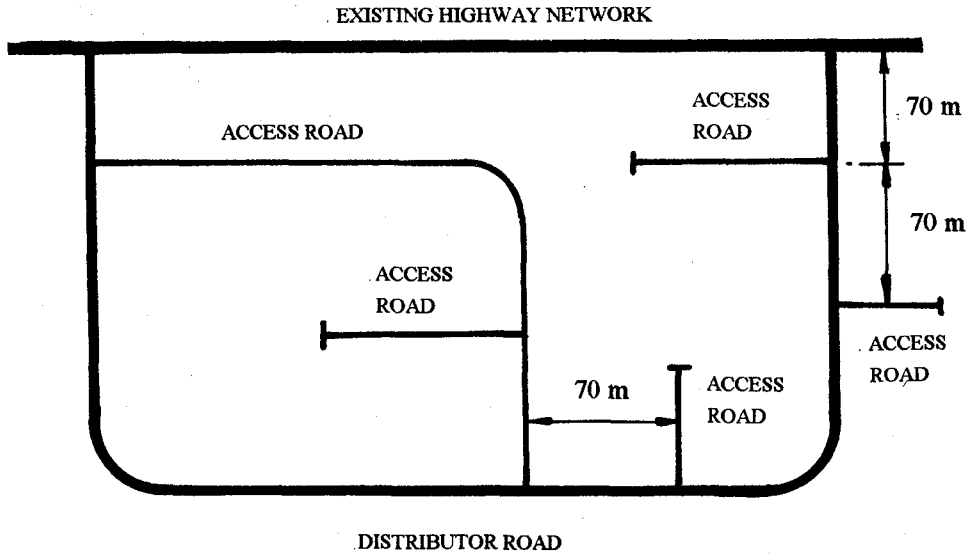 EXISTING HIGHWAY NETWORK
ACCESS
ROAD
70 m
ACCESS ROAD
70 m
ACCESS
ROAD
ACCESS
ROAD
70 m
ACCESS
ROAD
DISTRIBUTOR ROAD